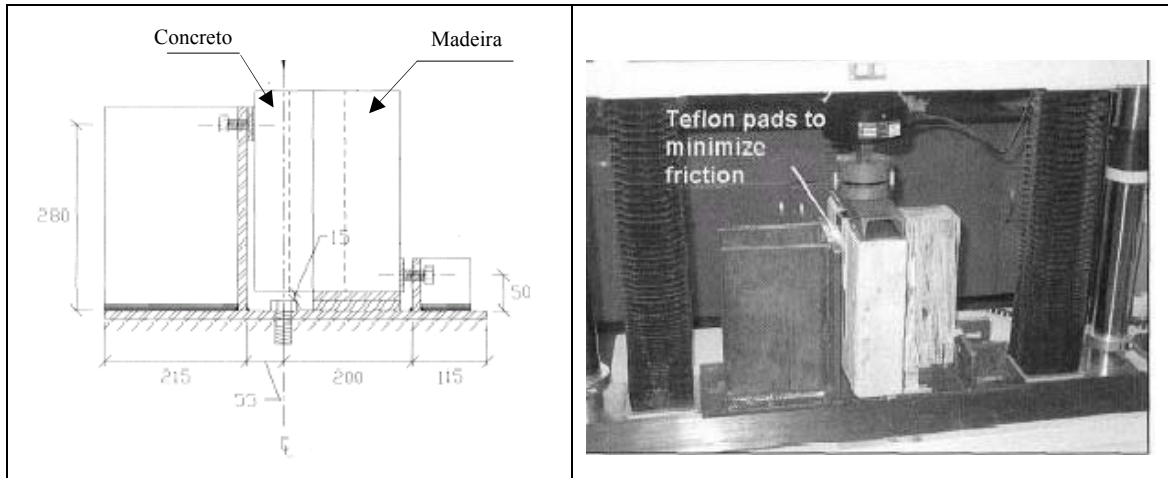 Concreto
Madeira
280
15
50
215
200
115
55
℄
Teflon pads to
minimize
friction